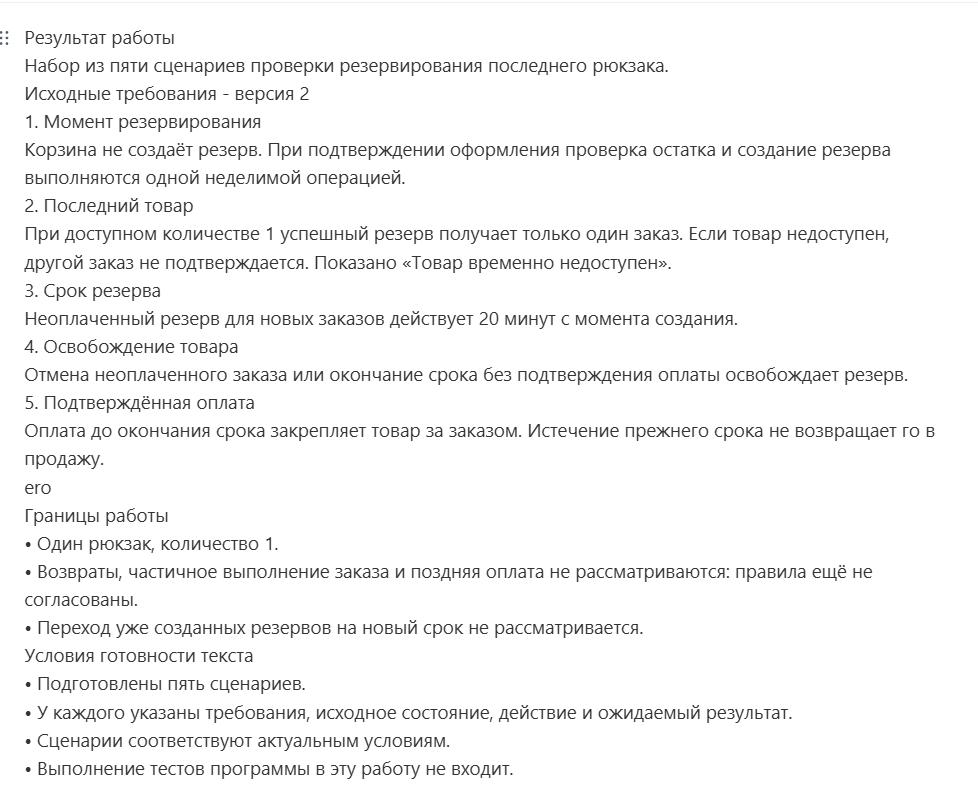 Результат работы
Набор из пяти сценариев проверки резервирования последнего рюкзака.
Исходные требования - версия 2
1. Момент резервирования
Корзина не создаёт резерв. При подтверждении оформления проверка остатка и создание резерва
выполняются одной неделимой операцией.
2. Последний товар
При доступном количестве 1 успешный резерв получает только один заказ. Если товар недоступен,
другой заказ не подтверждается. Показано «Товар временно недоступен».
3. Срок резерва
Неоплаченный резерв для новых заказов действует 20 минут с момента создания.
4. Освобождение товара
Отмена неоплаченного заказа или окончание срока без подтверждения оплаты освобождает резерв.
5. Подтверждённая оплата
Оплата до окончания срока закрепляет товар за заказом. Истечение прежнего срока не возвращает го в
продажу.
ero
Границы работы
• Один рюкзак, количество 1.
• Возвраты, частичное выполнение заказа и поздняя оплата не рассматриваются: правила ещё не
согласованы.
• Переход уже созданных резервов на новый срок не рассматривается.
Условия готовности текста
• Подготовлены пять сценариев.
• У каждого указаны требования, исходное состояние, действие и ожидаемый результат.
• Сценарии соответствуют актуальным условиям.
• Выполнение тестов программы в эту работу не входит.